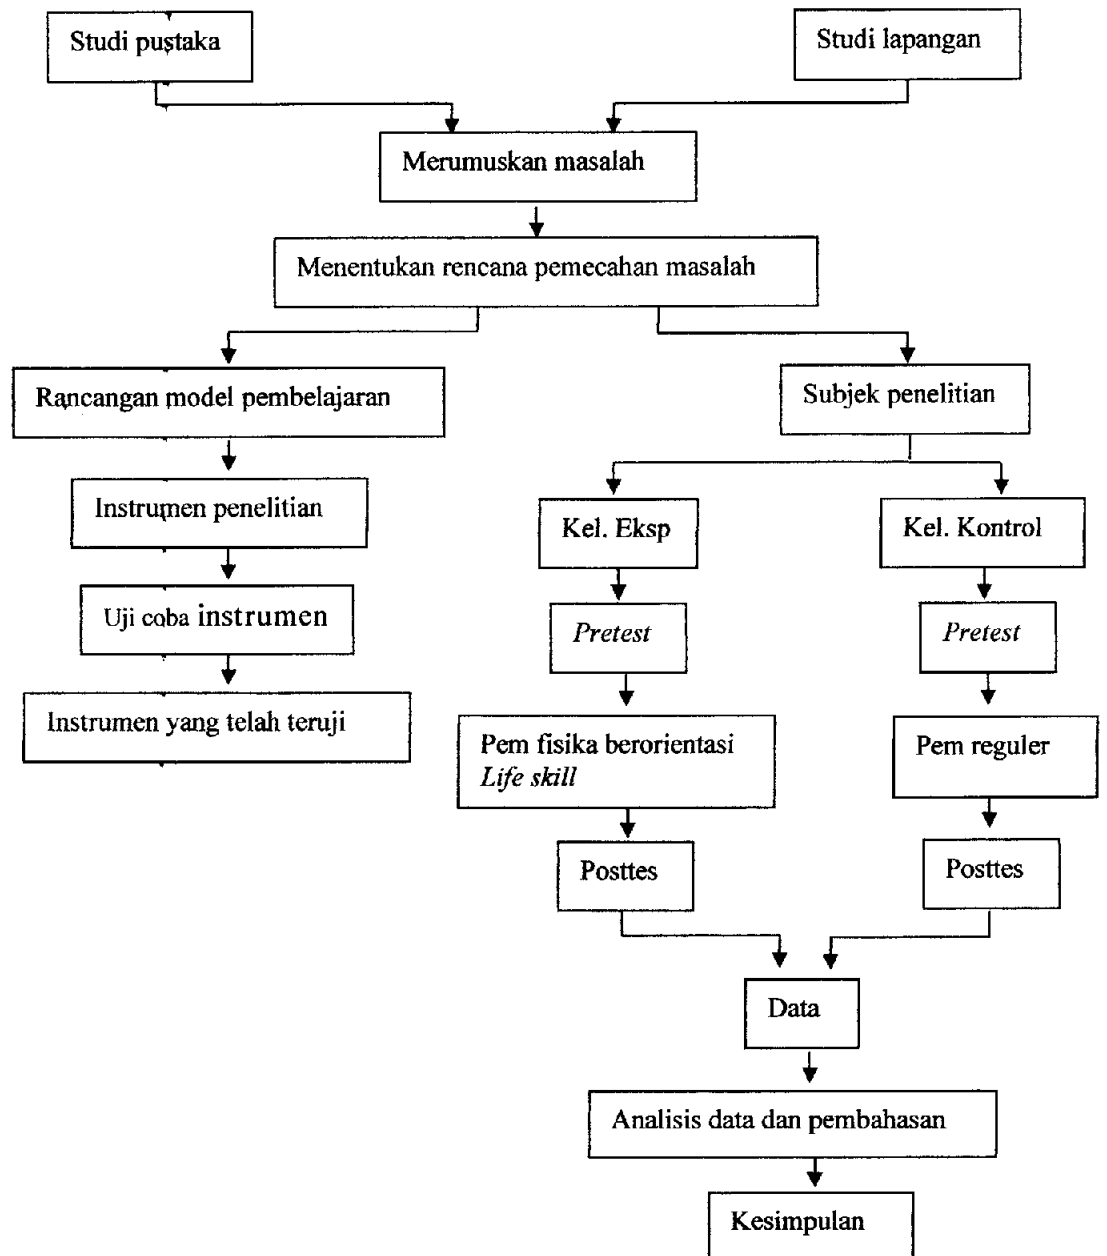 Studi pustaka
Studi lapangan
Merumuskan masalah
Menentukan rencana pemecahan masalah
Rancangan model pembelajaran
Subjek penelitian
Instrumen penelitian
Kel. Eksp
Kel. Kontrol
Uji coba instrumen
Pretest
Pretest
Instrumen yang telah teruji
Pem fisika berorientasi
Life skill
Pem reguler
Posttes
Posttes
Data
Analisis data dan pembahasan
Kesimpulan